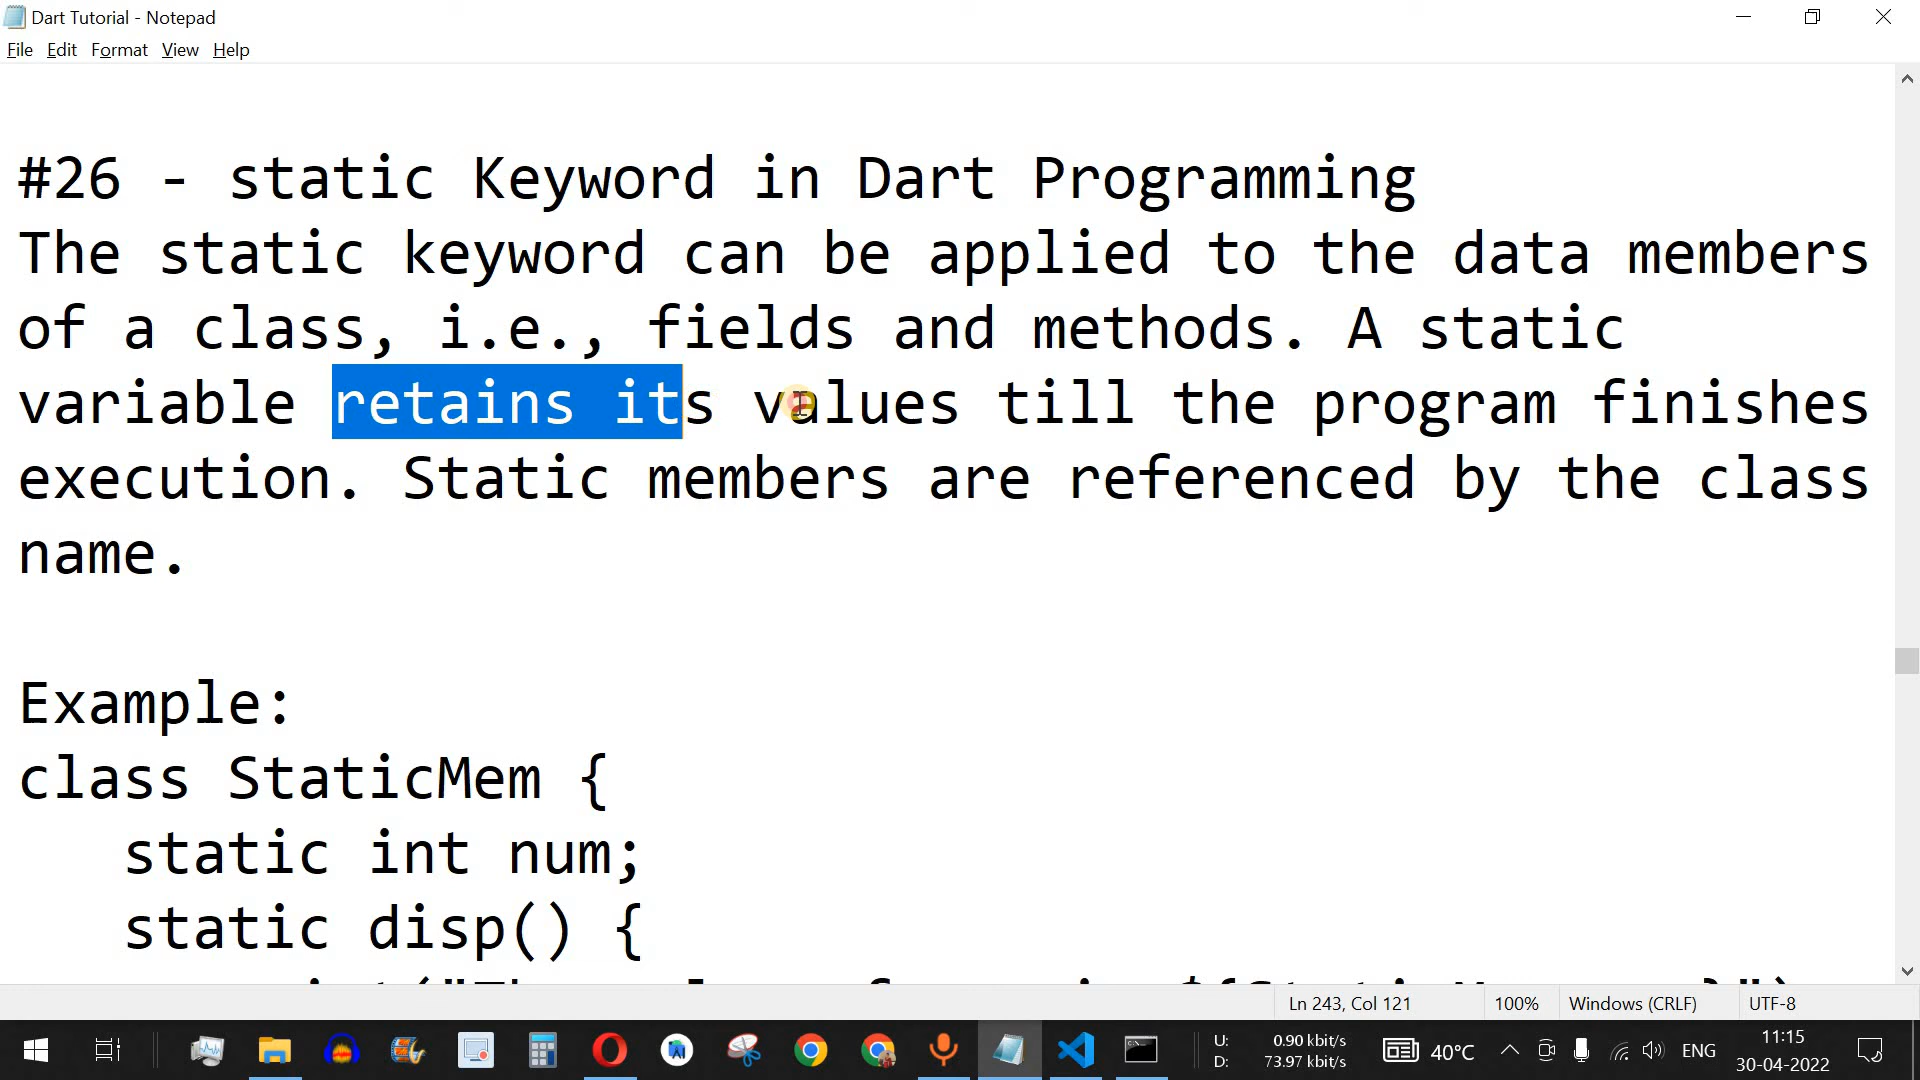 Dart Tutorial - Notepad
File Edit Format View Help
#26 - static Keyword in Dart Programming
The static keyword can be applied to the data members
of a class, i.e., fields and methods. A static
variable retains its values till the program finishes
execution. Static members are referenced by the class
name.
Example:
class StaticMem {
static int num;
static disp() {
Ln 243, Col 121 100% Windows (CRLF) UTF-8
U: 0.90 kbit/s
D: 73.97 kbit/s
40°C
ENG
11:15
30-04-2022